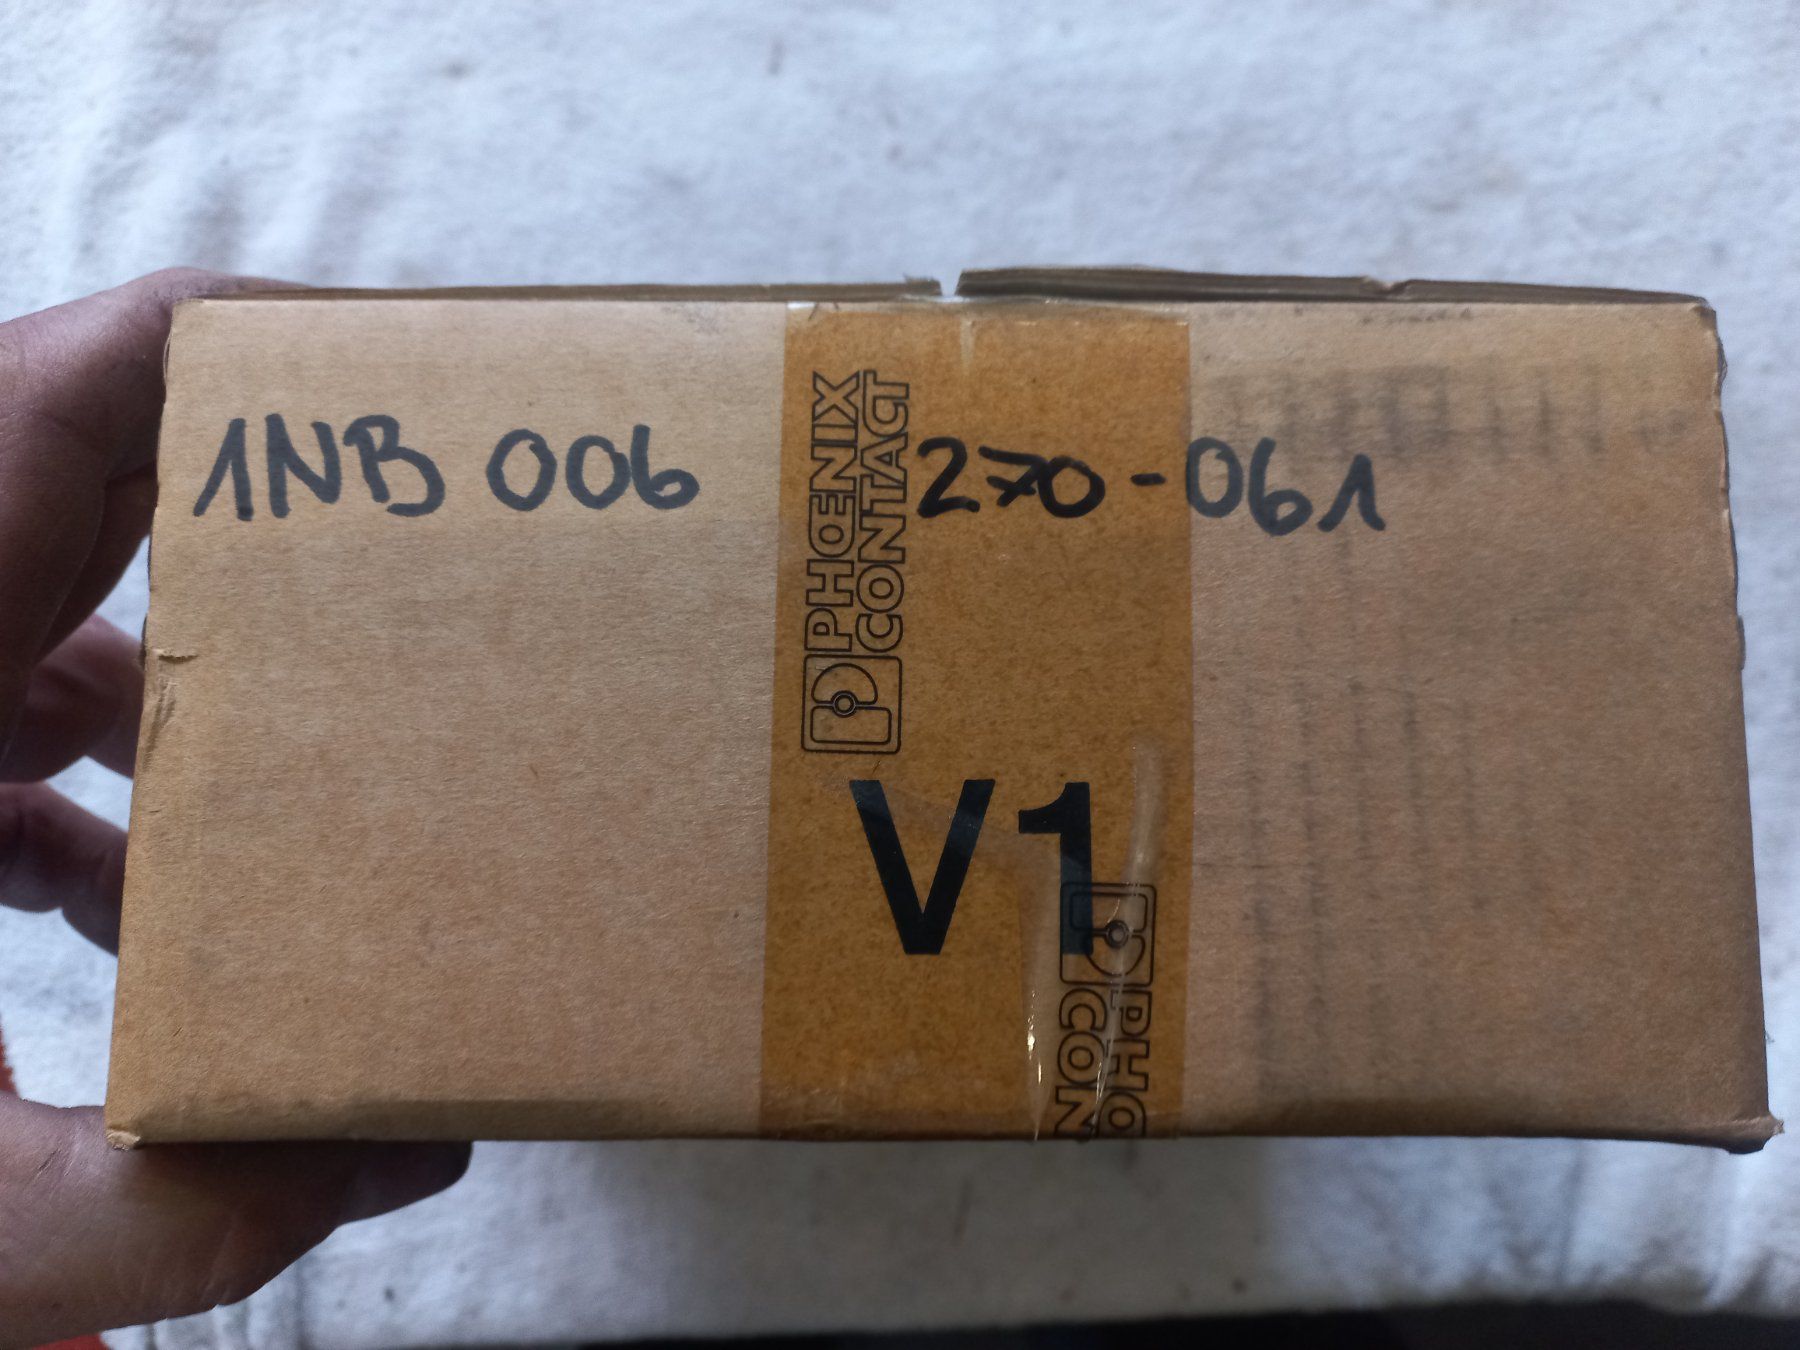 1NB 006 270-061
PHOENIX
CONTACT
V1
PHO
CON